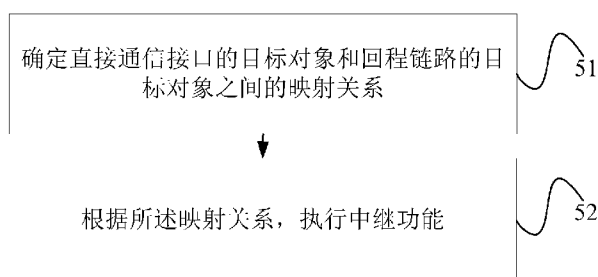 确定直接通信接口的目标对象和回程链路的目
标对象之间的映射关系
51
根据所述映射关系，执行中继功能
52